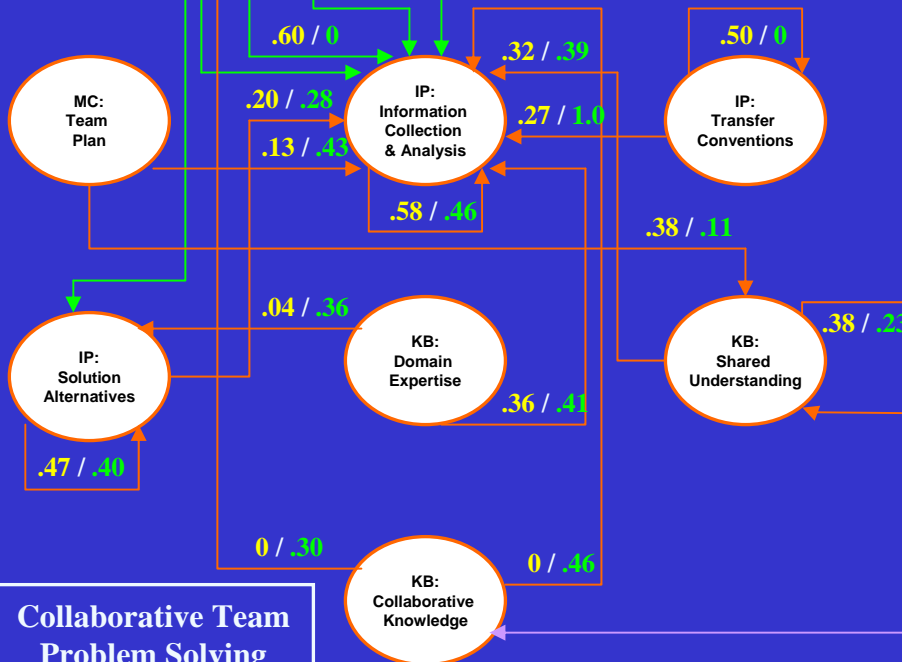 .60 / 0
.32 / .39
.50 / 0
MC:
Team
Plan
.20 / .28
IP:
Information
Collection
& Analysis
.27 / 1.0
IP:
Transfer
Conventions
.13 / .43
.58 / .46
.38 / .11
.04 / .36
IP:
Solution
Alternatives
KB:
Domain
Expertise
KB:
Shared
Understanding
.38 / .23
.36 / .41
.47 / .40
0 / .30
0 / .46
KB:
Collaborative
Knowledge
Collaborative Team
Problem Solving